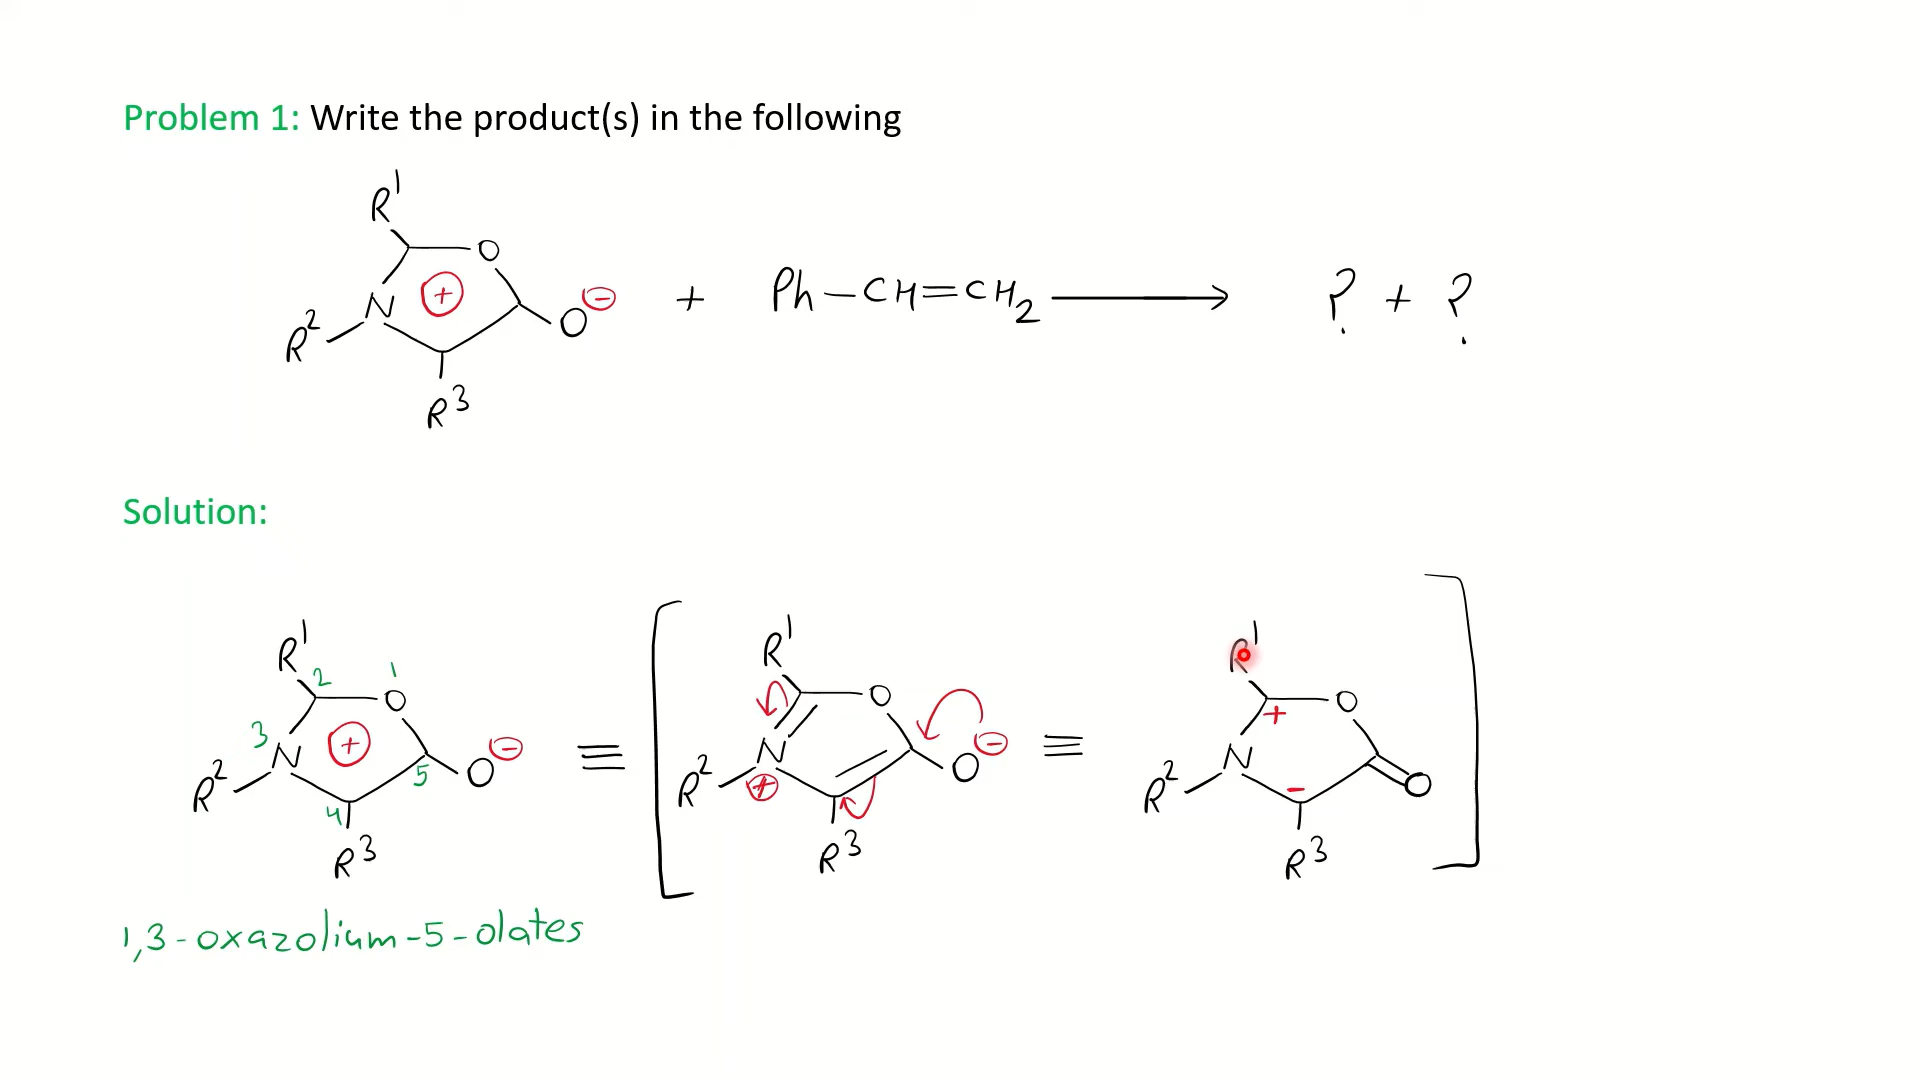 Problem 1: Write the product(s) in the following
R¹
O
N
+
R²
O −
R³
+ Ph—CH=CH₂ ⟶ ? + ?
Solution:
R¹
2
1
O
3
N
+
R²
4
5
O −
R³
≡
R¹
O
N
+
R²
O −
R³
≡
R¹
+
O
N
R²
−
O
R³
1,3-oxazolium-5-olates